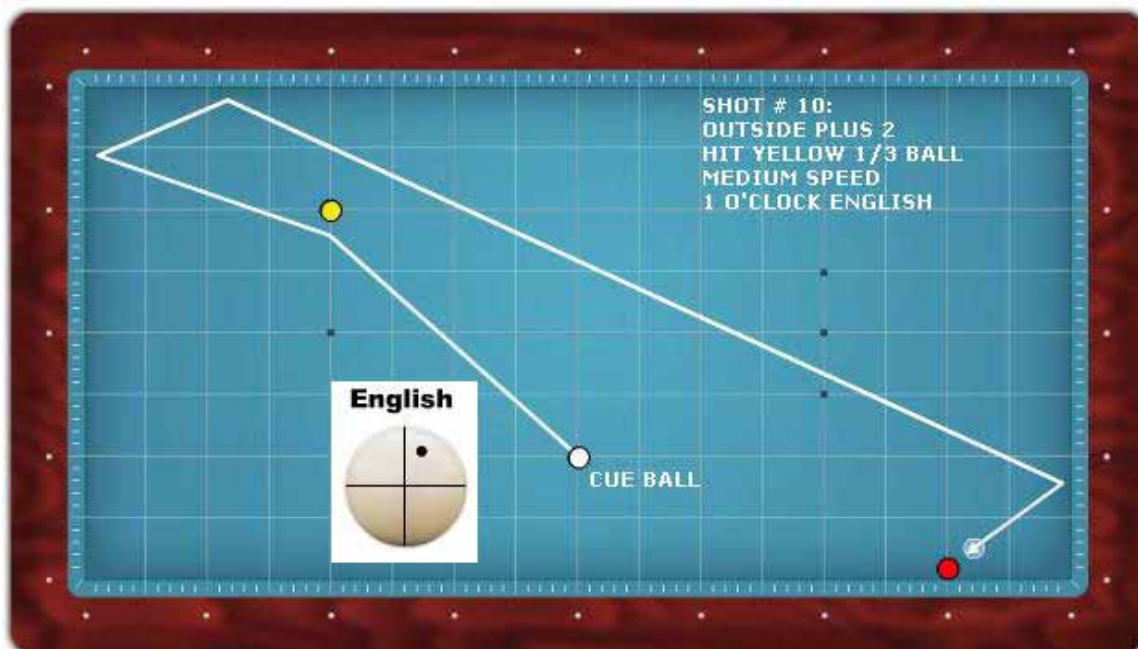 SHOT # 10:
OUTSIDE PLUS 2
HIT YELLOW 1/3 BALL
MEDIUM SPEED
1 O'CLOCK ENGLISH
English
CUE BALL